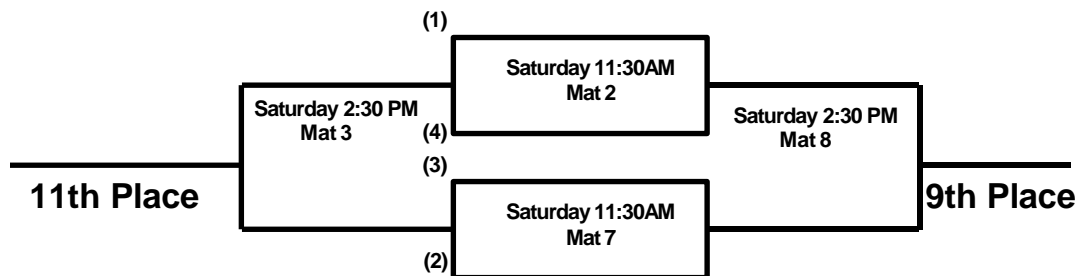 (1)
Saturday 11:30AM
Mat 2
Saturday 2:30 PM
Mat 3
(4)
Saturday 2:30 PM
Mat 8
(3)
11th Place
9th Place
Saturday 11:30AM
Mat 7
(2)